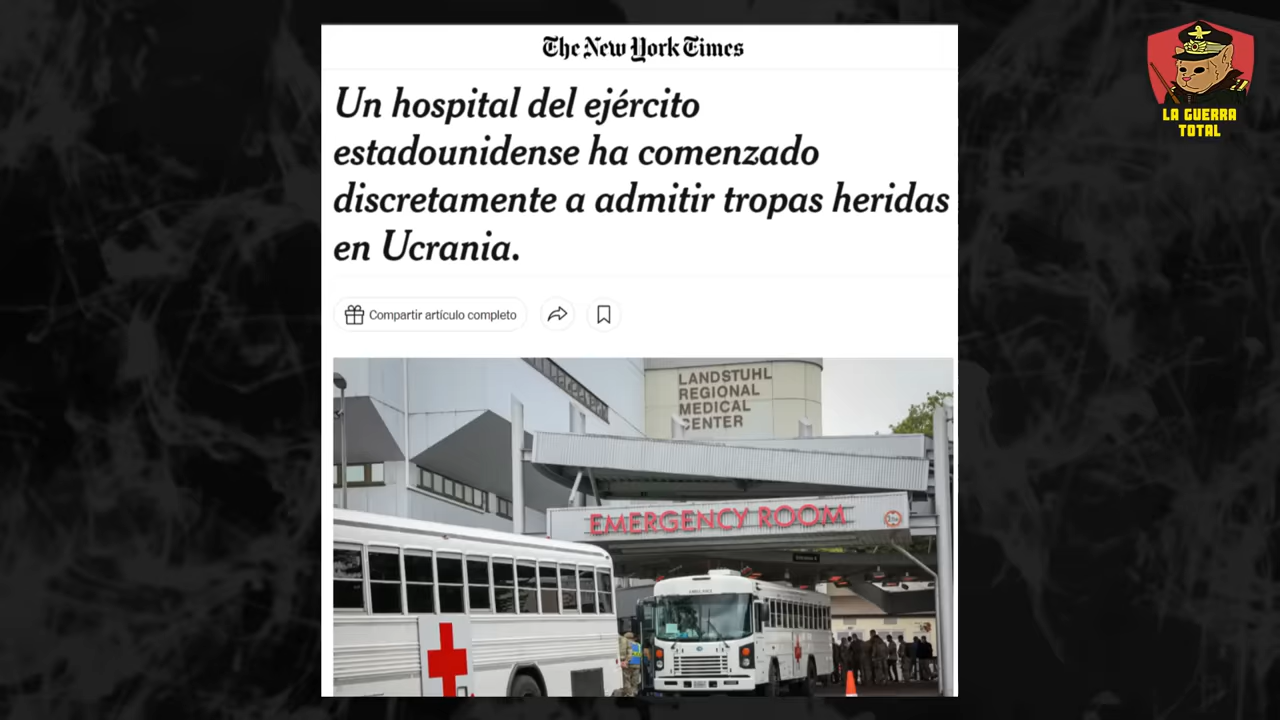 The New York Times
LA GUERRA
TOTAL
Un hospital del ejército
estadounidense ha comenzado
discretamente a admitir tropas heridas
en Ucrania.
Compartir artículo completo
LANDSTUHL
REGIONAL
MEDICAL
CENTER
EMERGENCY ROOM
AMBULANCE